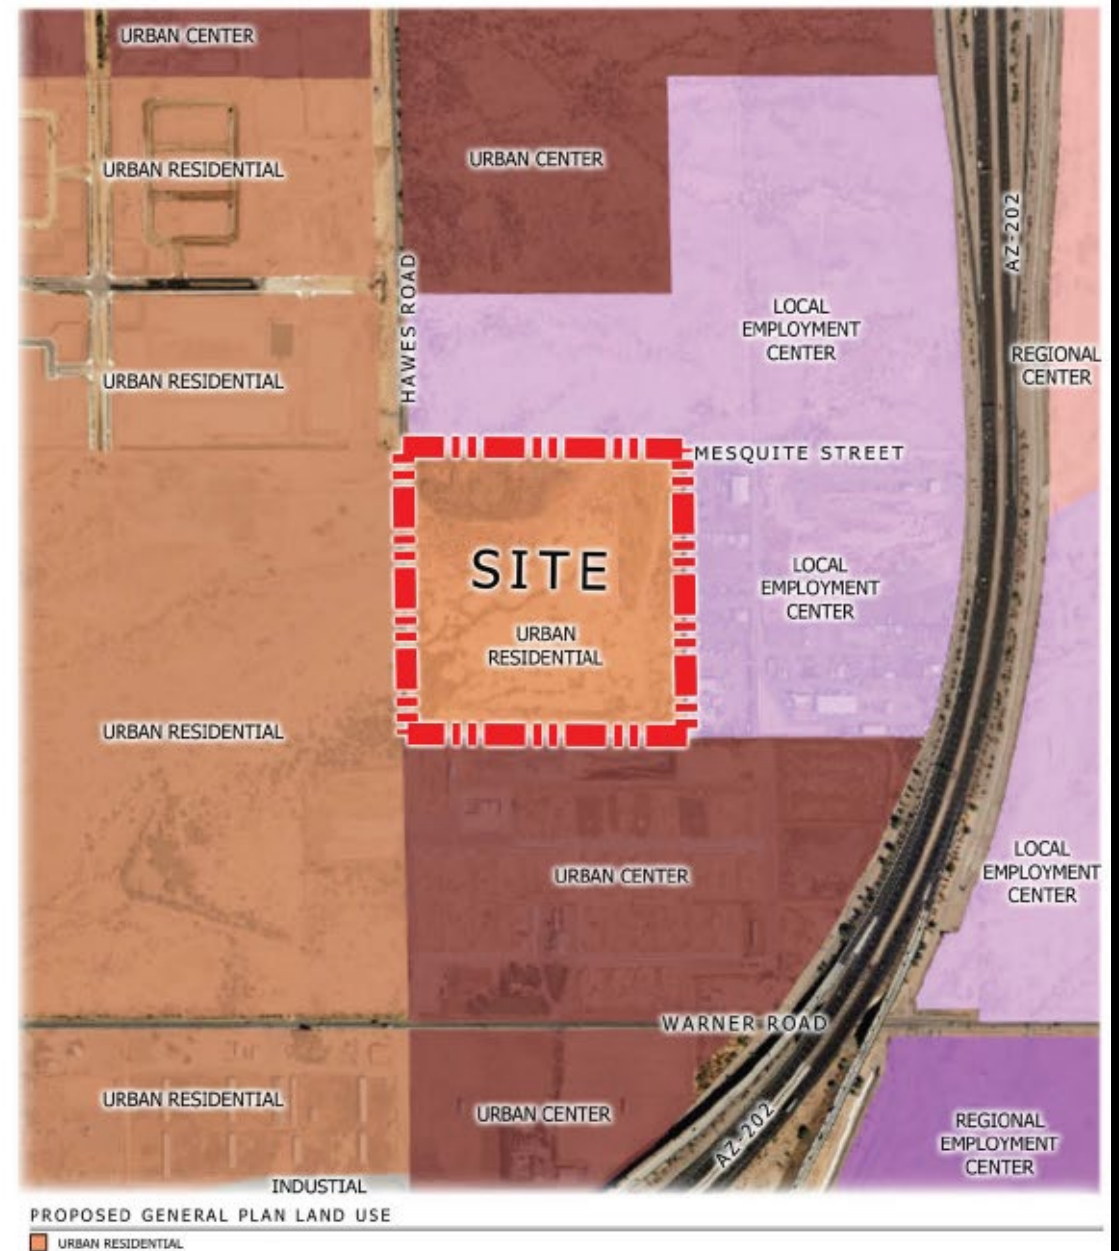 URBAN CENTER
URBAN RESIDENTIAL
URBAN CENTER
AZ-202
HAWES ROAD
LOCAL
EMPLOYMENT
CENTER
REGIONAL
CENTER
URBAN RESIDENTIAL
MESQUITE STREET
SITE
URBAN
RESIDENTIAL
LOCAL
EMPLOYMENT
CENTER
URBAN RESIDENTIAL
URBAN CENTER
LOCAL
EMPLOYMENT
CENTER
WARNER ROAD
URBAN RESIDENTIAL
URBAN CENTER
AZ-202
REGIONAL
EMPLOYMENT
CENTER
INDUSTIAL
PROPOSED GENERAL PLAN LAND USE
URBAN RESIDENTIAL